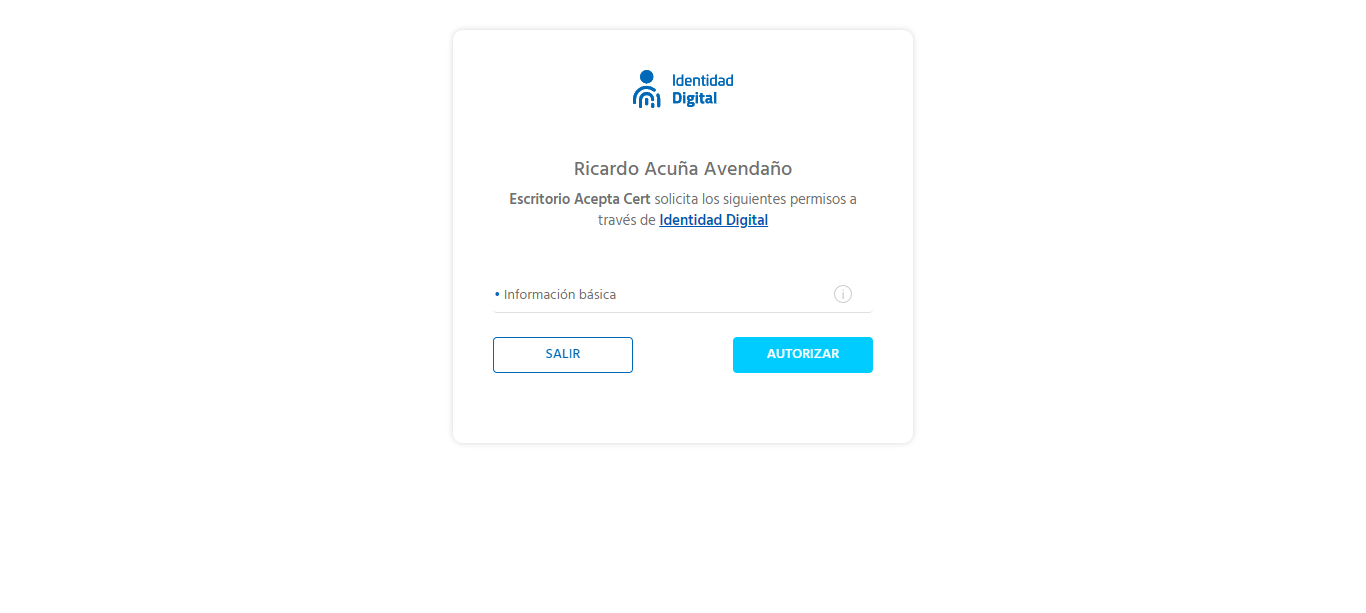 Identidad
Digital
Ricardo Acuña Avendaño
Escritorio Acepta Cert solicita los siguientes permisos a
través de Identidad Digital
• Información básica
SALIR
AUTORIZAR